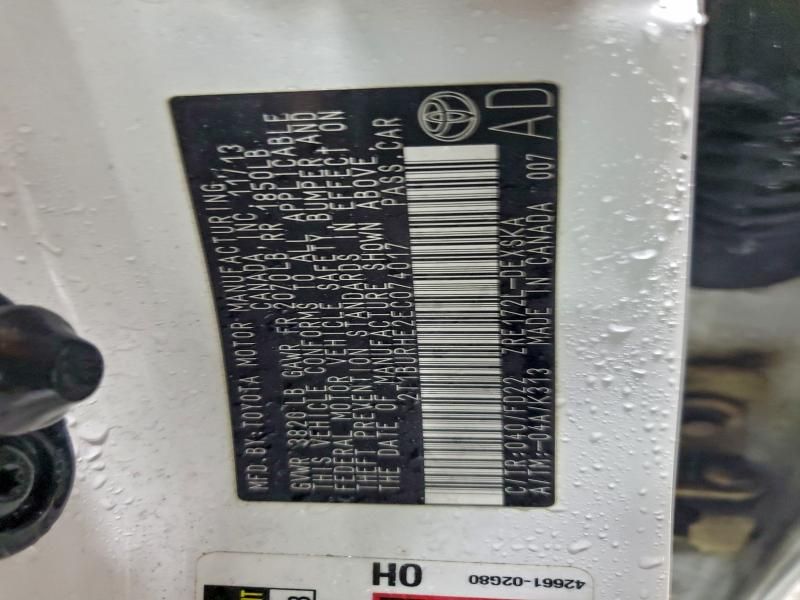 MFD. BY: TOYOTA MOTOR MANUFACTURING,
CANADA, INC. 11/13
GVWR 3820 LB GAWR FR 2070LB RR 1850LB
THIS VEHICLE CONFORMS TO ALL APPLICABLE
FEDERAL MOTOR VEHICLE SAFETY, BUMPER, AND
THEFT PREVENTION STANDARDS IN EFFECT ON
THE DATE OF MANUFACTURE SHOWN ABOVE.
2T1BURHE2EC074017 PASS.CAR
C/TR:040/FD22 ZRE172L-DEXSKA 007
A/TM:-04A/K313 MADE IN CANADA
AD
42661-02G80
OH